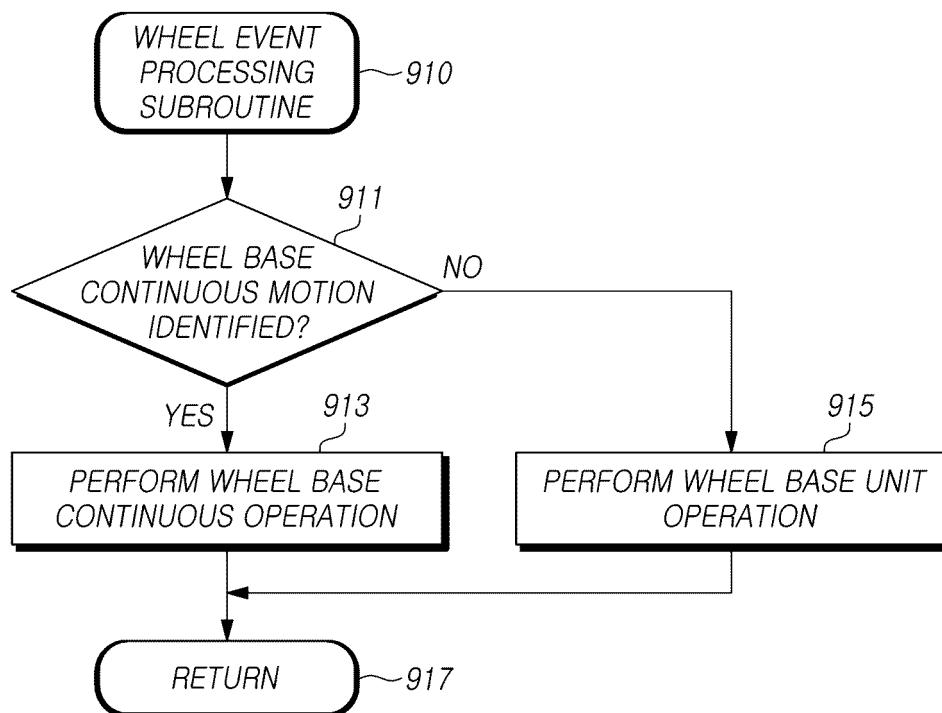 WHEEL EVENT
PROCESSING
SUBROUTINE
910
911
WHEEL BASE
CONTINUOUS MOTION
IDENTIFIED?
NO
YES
913
PERFORM WHEEL BASE
CONTINUOUS OPERATION
915
PERFORM WHEEL BASE UNIT
OPERATION
RETURN
917